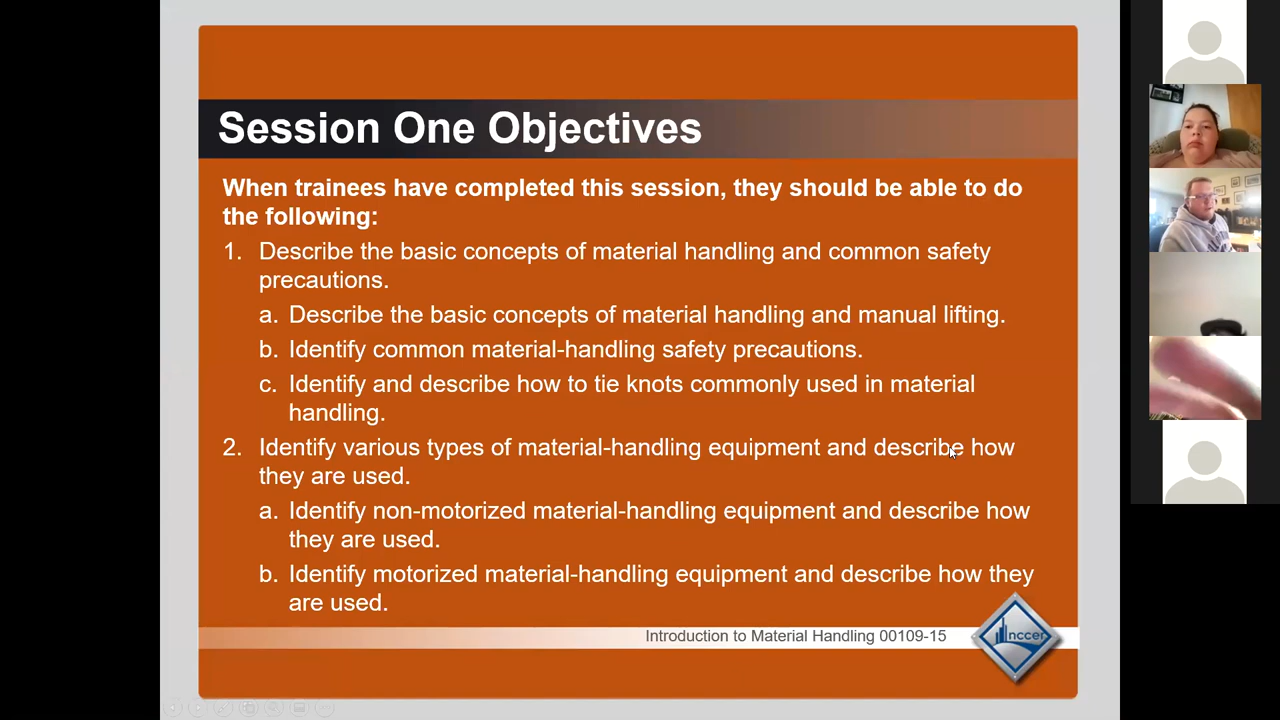 Session One Objectives
When trainees have completed this session, they should be able to do
the following:
1. Describe the basic concepts of material handling and common safety
precautions.
a. Describe the basic concepts of material handling and manual lifting.
b. Identify common material-handling safety precautions.
c. Identify and describe how to tie knots commonly used in material
handling.
2. Identify various types of material-handling equipment and describe how
they are used.
a. Identify non-motorized material-handling equipment and describe how
they are used.
b. Identify motorized material-handling equipment and describe how they
are used.
Introduction to Material Handling 00109-15
nccer